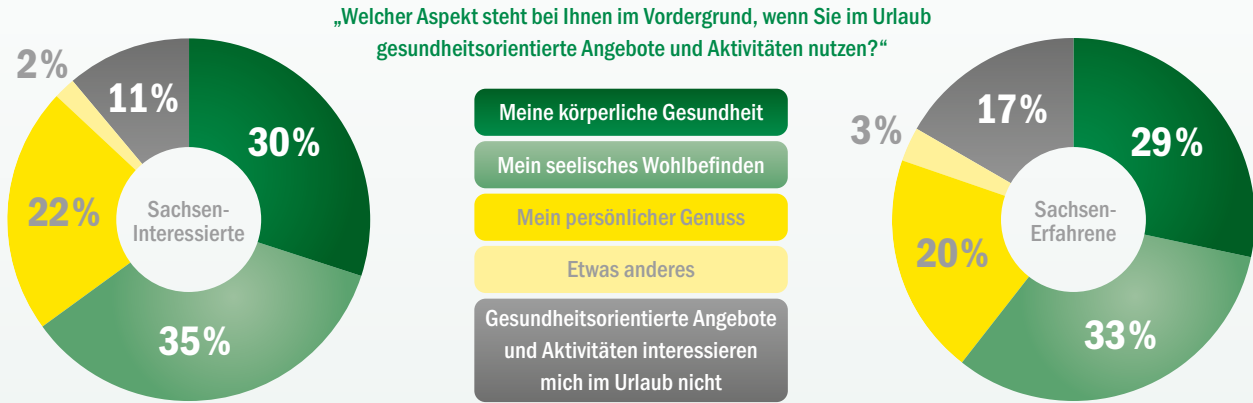 „Welcher Aspekt steht bei Ihnen im Vordergrund, wenn Sie im Urlaub
gesundheitsorientierte Angebote und Aktivitäten nutzen?“
2%
11%
30%
22%
35%
Sachsen-
Interessierte
Meine körperliche Gesundheit
Mein seelisches Wohlbefinden
Mein persönlicher Genuss
Etwas anderes
Gesundheitsorientierte Angebote
und Aktivitäten interessieren
mich im Urlaub nicht
3%
17%
29%
20%
33%
Sachsen-
Erfahrene